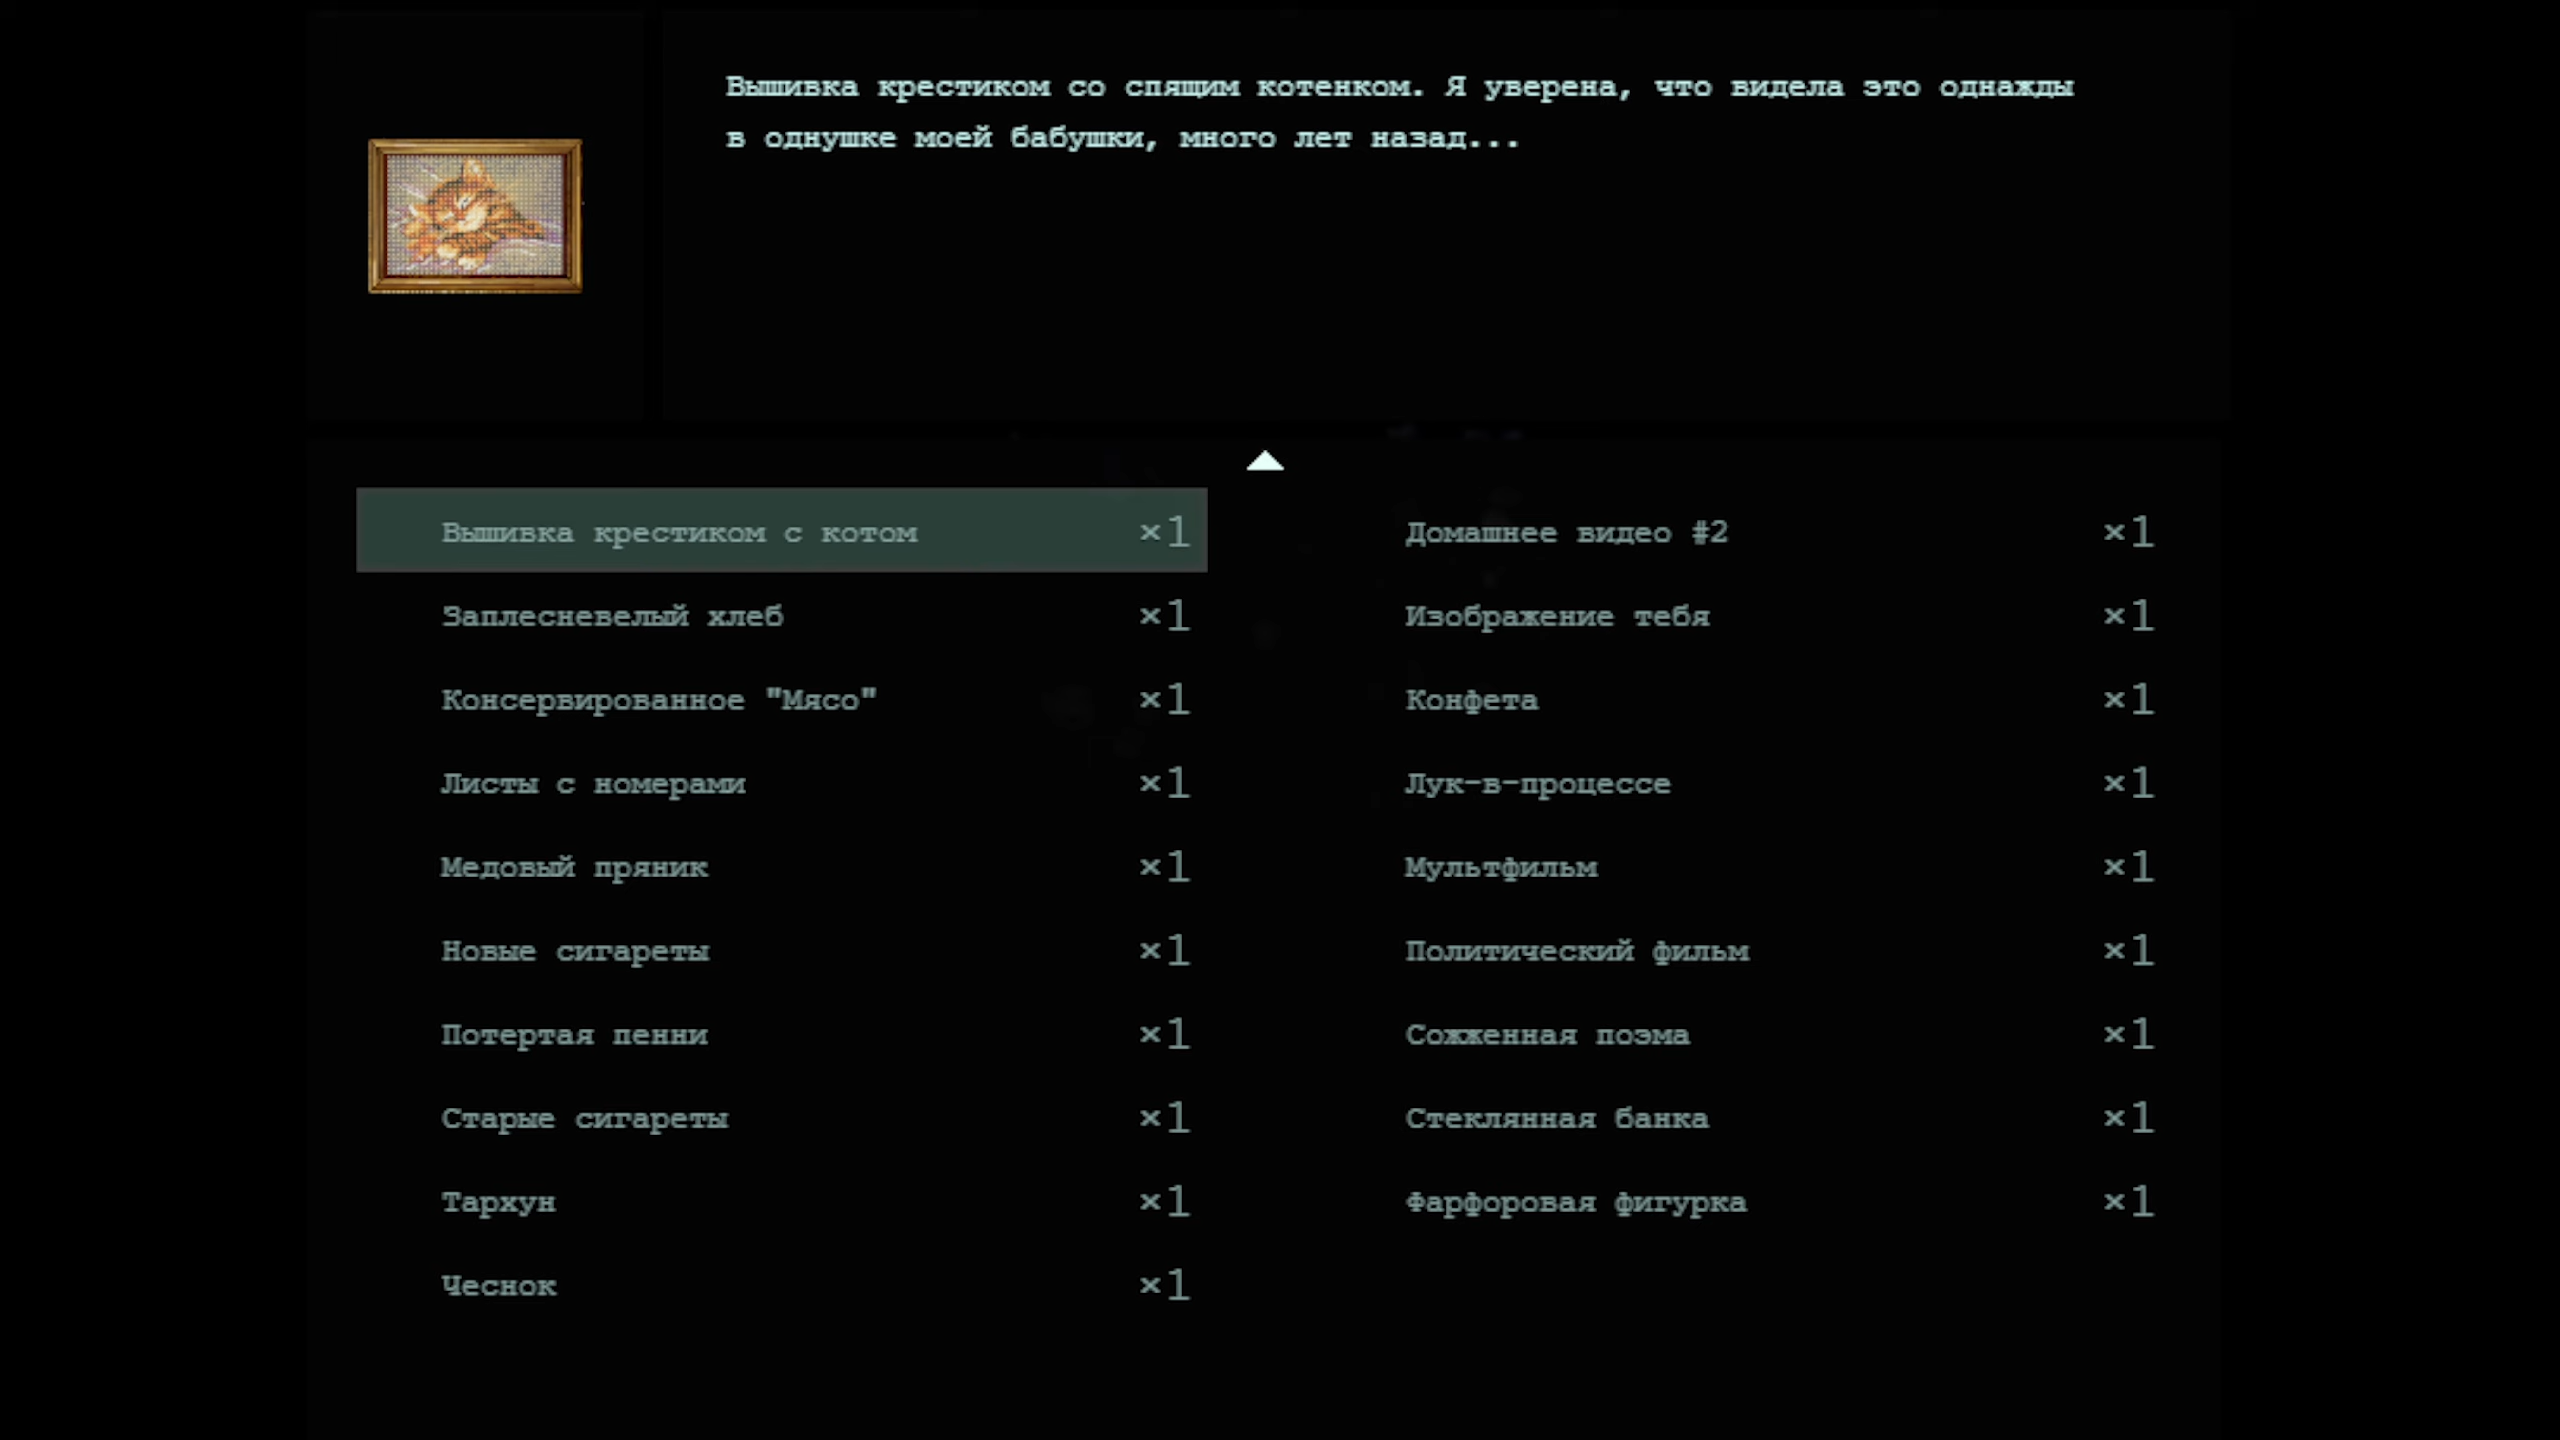 Вышивка крестиком со спящим котенком. Я уверена, что видела это однажды
в однушке моей бабушки, много лет назад...
Вышивка крестиком с котом ×1 Домашнее видео #2 ×1
Заплесневелый хлеб ×1 Изображение тебя ×1
Консервированное "Мясо" ×1 Конфета ×1
Листы с номерами ×1 Лук-в-процессе ×1
Медовый пряник ×1 Мультфильм ×1
Новые сигареты ×1 Политический фильм ×1
Потертая пенни ×1 Сожженная поэма ×1
Старые сигареты ×1 Стеклянная банка ×1
Тархун ×1 Фарфоровая фигурка ×1
Чеснок ×1